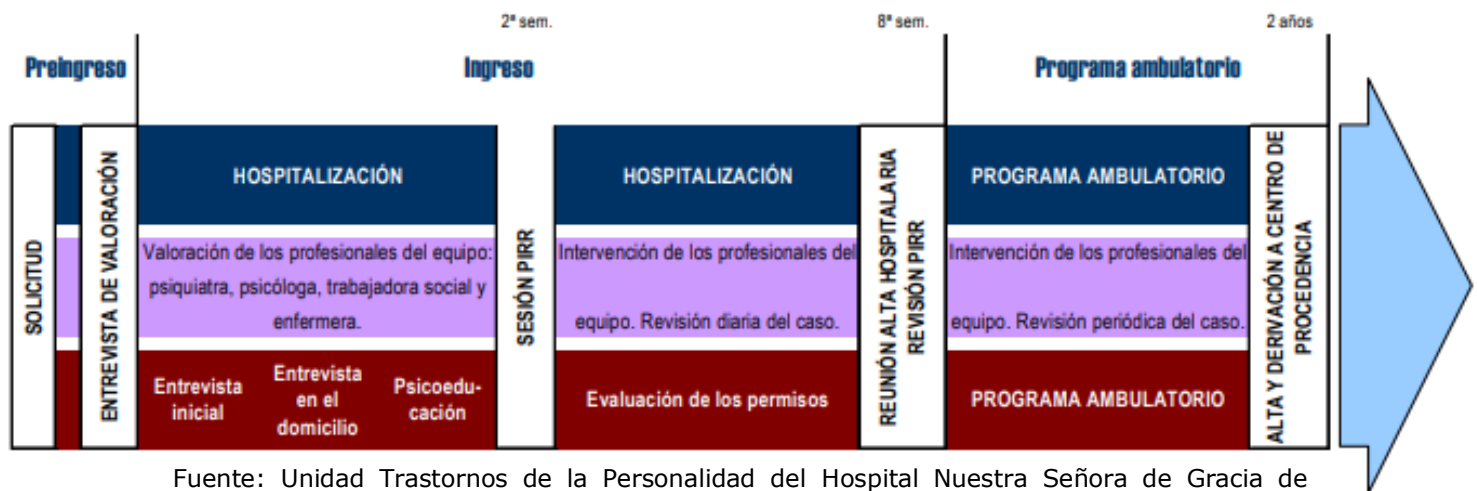 2ª sem.
8ª sem.
2 años
Preingreso
Ingreso
Programa ambulatorio
SOLICITUD
ENTREVISTA DE VALORACIÓN
HOSPITALIZACIÓN
Valoración de los profesionales del equipo:
psiquiatra, psicóloga, trabajadora social y
enfermera.
Entrevista
inicial
Entrevista
en el
domicilio
Psicoedu-
cación
SESIÓN PIRR
HOSPITALIZACIÓN
Intervención de los profesionales del
equipo. Revisión diaria del caso.
Evaluación de los permisos
REUNIÓN ALTA HOSPITALARIA
REVISIÓN PIRR
PROGRAMA AMBULATORIO
Intervención de los profesionales del
equipo. Revisión periódica del caso.
PROGRAMA AMBULATORIO
ALTA Y DERIVACIÓN A CENTRO DE
PROCEDENCIA
Fuente: Unidad Trastornos de la Personalidad del Hospital Nuestra Señora de Gracia de